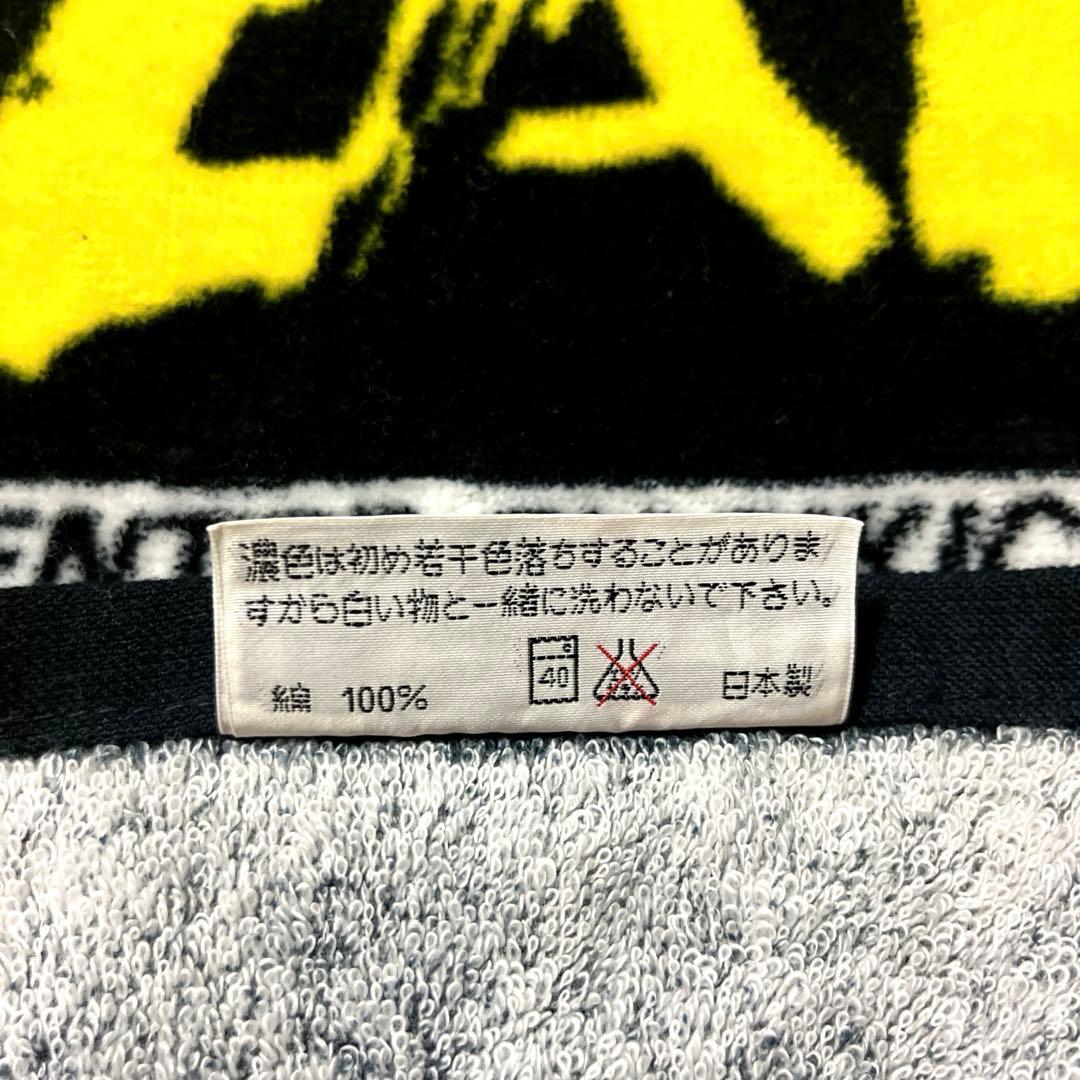 濃色は初め若干色落ちすることがありま
すから白い物と一緒に洗わないで下さい。
綿 100% 40 日本製